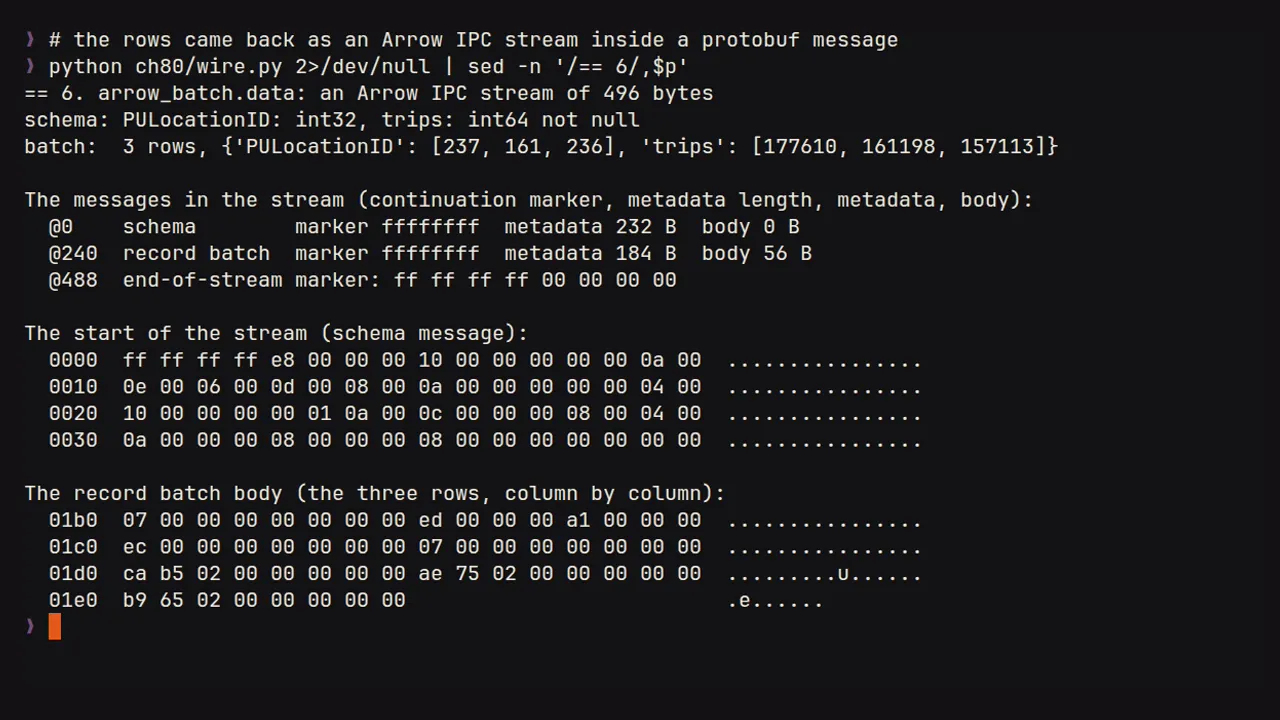 ❯ # the rows came back as an Arrow IPC stream inside a protobuf message
❯ python ch80/wire.py 2>/dev/null | sed -n '/== 6/,$p'
== 6. arrow_batch.data: an Arrow IPC stream of 496 bytes
schema: PULocationID: int32, trips: int64 not null
batch:  3 rows, {'PULocationID': [237, 161, 236], 'trips': [177610, 161198, 157113]}
The messages in the stream (continuation marker, metadata length, metadata, body):
  @0    schema        marker ffffffff  metadata 232 B  body 0 B
  @240  record batch  marker ffffffff  metadata 184 B  body 56 B
  @488  end-of-stream marker: ff ff ff ff 00 00 00 00
The start of the stream (schema message):
  0000  ff ff ff ff e8 00 00 00 10 00 00 00 00 00 0a 00  ................
  0010  0e 00 06 00 0d 00 08 00 0a 00 00 00 00 00 04 00  ................
  0020  10 00 00 00 00 01 0a 00 0c 00 00 00 08 00 04 00  ................
  0030  0a 00 00 00 08 00 00 00 08 00 00 00 00 00 00 00  ................
The record batch body (the three rows, column by column):
  01b0  07 00 00 00 00 00 00 00 ed 00 00 00 a1 00 00 00  ................
  01c0  ec 00 00 00 00 00 00 00 07 00 00 00 00 00 00 00  ................
  01d0  ca b5 02 00 00 00 00 00 ae 75 02 00 00 00 00 00  .........u......
  01e0  b9 65 02 00 00 00 00 00                          .e......
❯